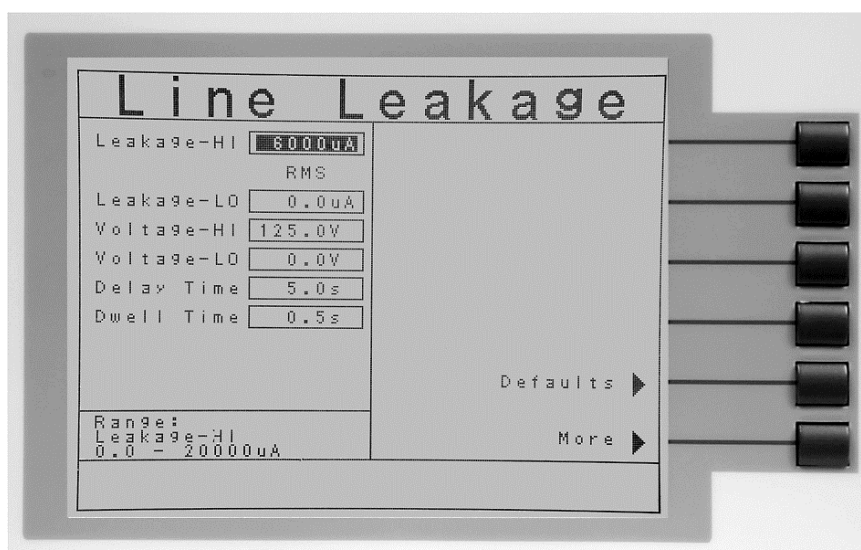 Line Leakage
Leakage-HI 6000uA
RMS
Leakage-LO 0.0uA
Voltage-HI 125.0V
Voltage-LO 0.0V
Delay Time 5.0s
Dwell Time 0.5s
Defaults
Range:
Leakage-HI
0.0 - 20000uA
More